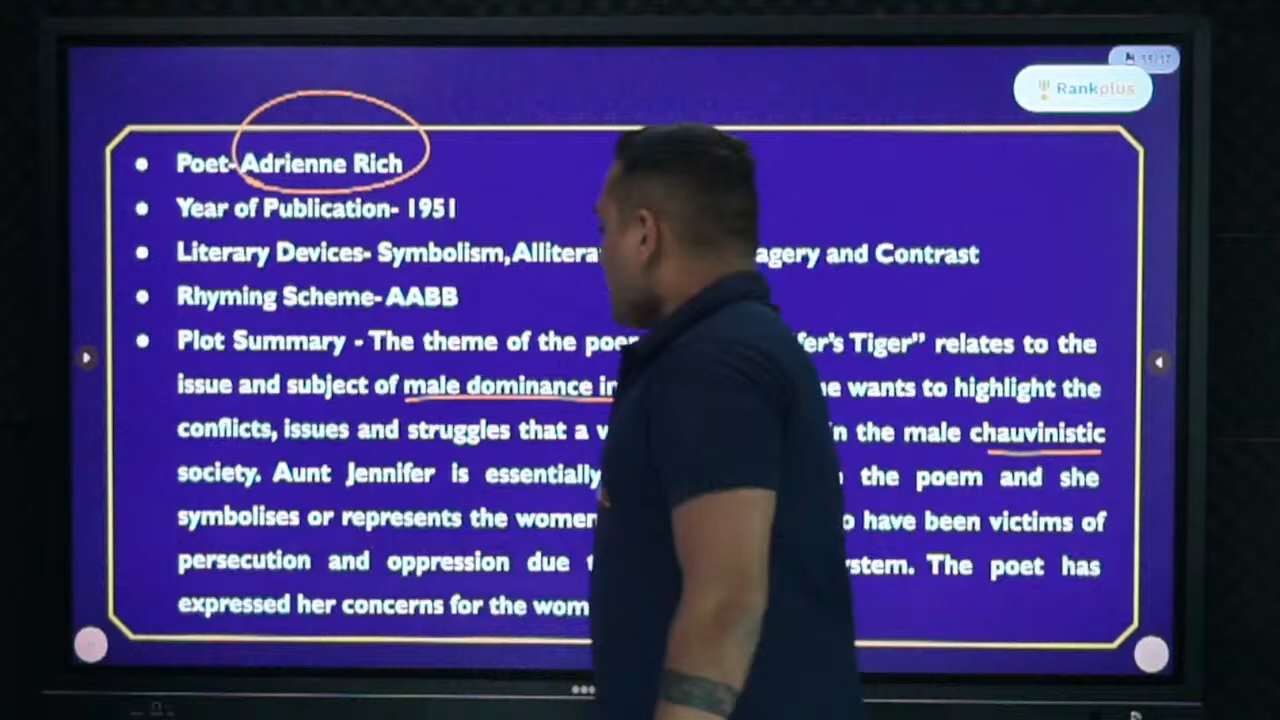 55/17
Rankplus
Poet- Adrienne Rich
Year of Publication- 1951
Literary Devices- Symbolism, Allitera agery and Contrast
Rhyming Scheme- AABB
Plot Summary - The theme of the poe fer's Tiger" relates to the
issue and subject of male dominance in he wants to highlight the
conflicts, issues and struggles that a in the male chauvinistic
society. Aunt Jennifer is essentially the poem and she
symbolises or represents the women have been victims of
persecution and oppression due ystem. The poet has
expressed her concerns for the wom